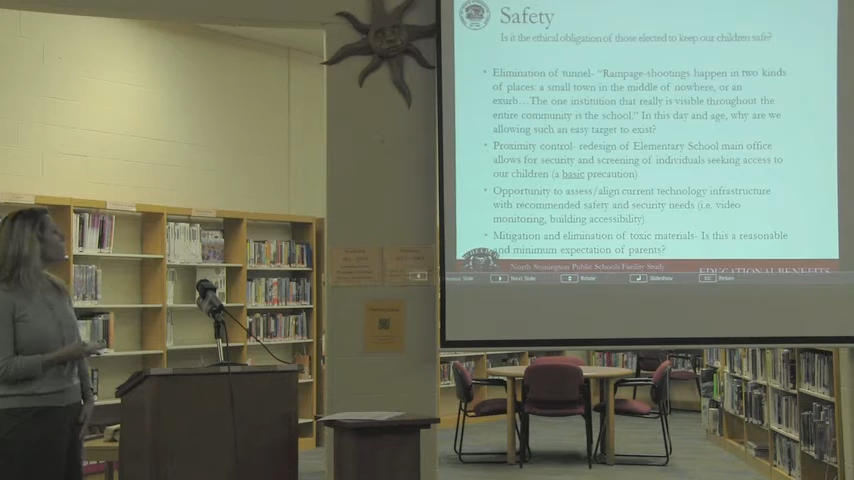 Safety
Is it the ethical obligation of those elected to keep our children safe?
• Elimination of tunnel- “Rampage-shootings happen in two kinds
of places: a small town in the middle of nowhere, or an
exurb…The one institution that really is visible throughout the
entire community is the school.” In this day and age, why are we
allowing such an easy target to exist?
• Proximity control- redesign of Elementary School main office
allows for security and screening of individuals seeking access to
our children (a basic precaution)
• Opportunity to assess/align current technology infrastructure
with recommended safety and security needs (i.e. video
monitoring, building accessibility)
• Mitigation and elimination of toxic materials- Is this a reasonable
and minimum expectation of parents?
North Stonington Public Schools Facility Study
EDUCATIONAL BENEFITS
Slide Next Slide Rotate Slideshow Return